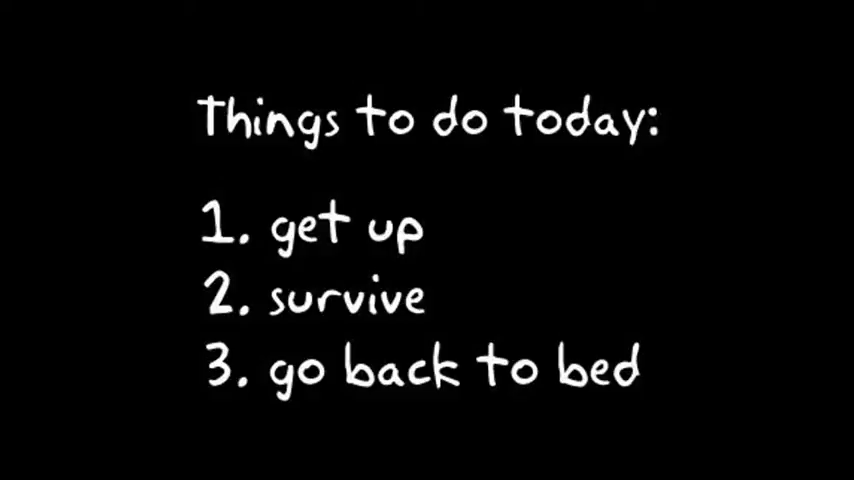 Things to do today:
1. get up
2. survive
3. go back to bed